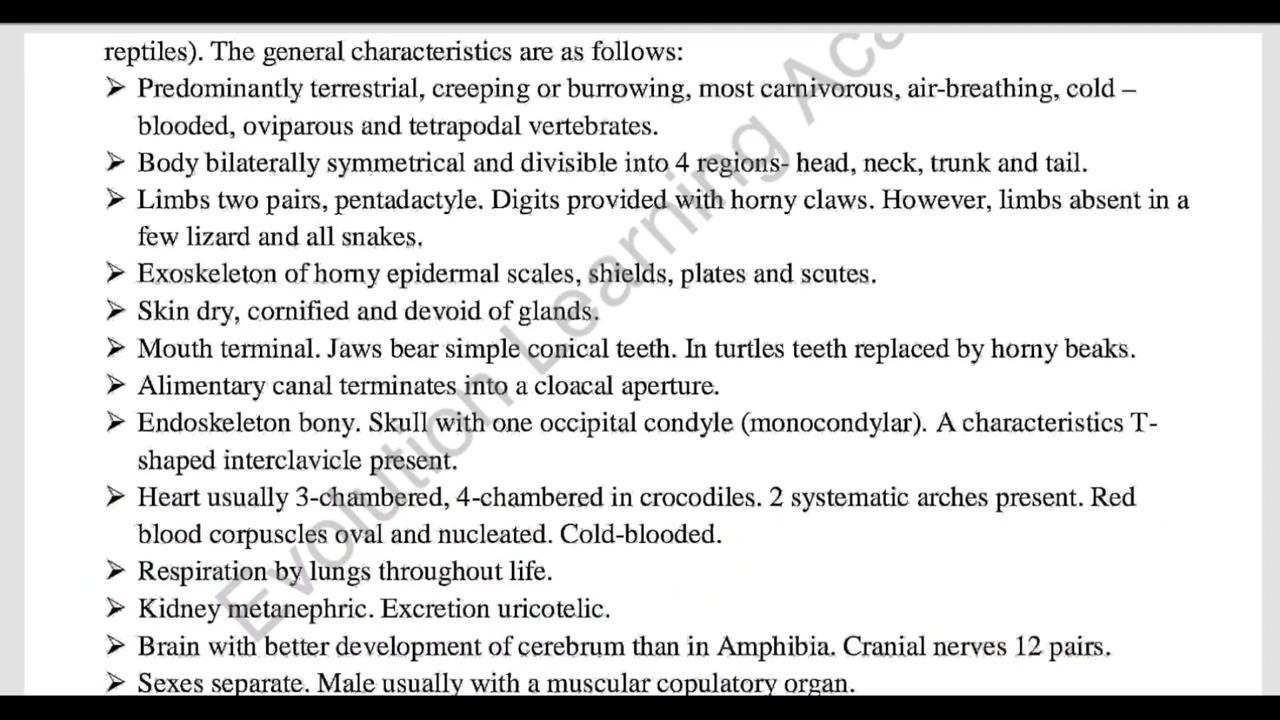 reptiles). The general characteristics are as follows:
➢ Predominantly terrestrial, creeping or burrowing, most carnivorous, air-breathing, cold –
blooded, oviparous and tetrapodal vertebrates.
➢ Body bilaterally symmetrical and divisible into 4 regions- head, neck, trunk and tail.
➢ Limbs two pairs, pentadactyle. Digits provided with horny claws. However, limbs absent in a
few lizard and all snakes.
➢ Exoskeleton of horny epidermal scales, shields, plates and scutes.
➢ Skin dry, cornified and devoid of glands.
➢ Mouth terminal. Jaws bear simple conical teeth. In turtles teeth replaced by horny beaks.
➢ Alimentary canal terminates into a cloacal aperture.
➢ Endoskeleton bony. Skull with one occipital condyle (monocondylar). A characteristics T-
shaped interclavicle present.
➢ Heart usually 3-chambered, 4-chambered in crocodiles. 2 systematic arches present. Red
blood corpuscles oval and nucleated. Cold-blooded.
➢ Respiration by lungs throughout life.
➢ Kidney metanephric. Excretion uricotelic.
➢ Brain with better development of cerebrum than in Amphibia. Cranial nerves 12 pairs.
➢ Sexes separate. Male usually with a muscular copulatory organ.
Evolution Learning Aca